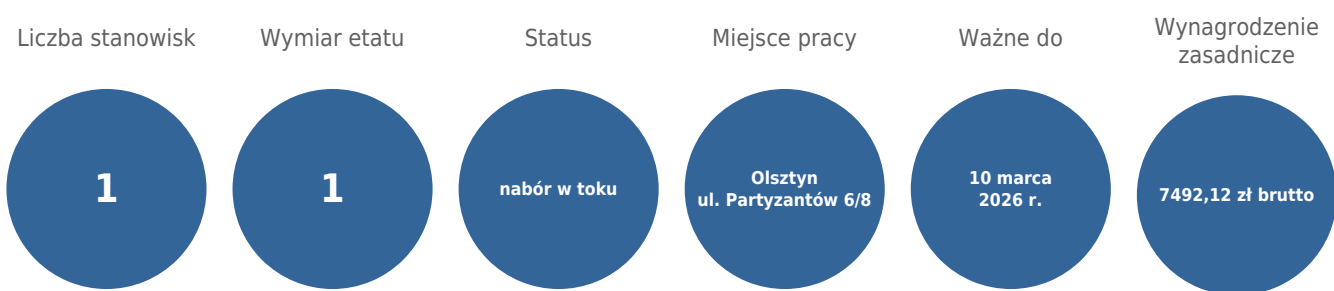 Liczba stanowisk
1
Wymiar etatu
1
Status
nabór w toku
Miejsce pracy
Olsztyn
ul. Partyzantów 6/8
Ważne do
10 marca
2026 r.
Wynagrodzenie
zasadnicze
7492,12 zł brutto